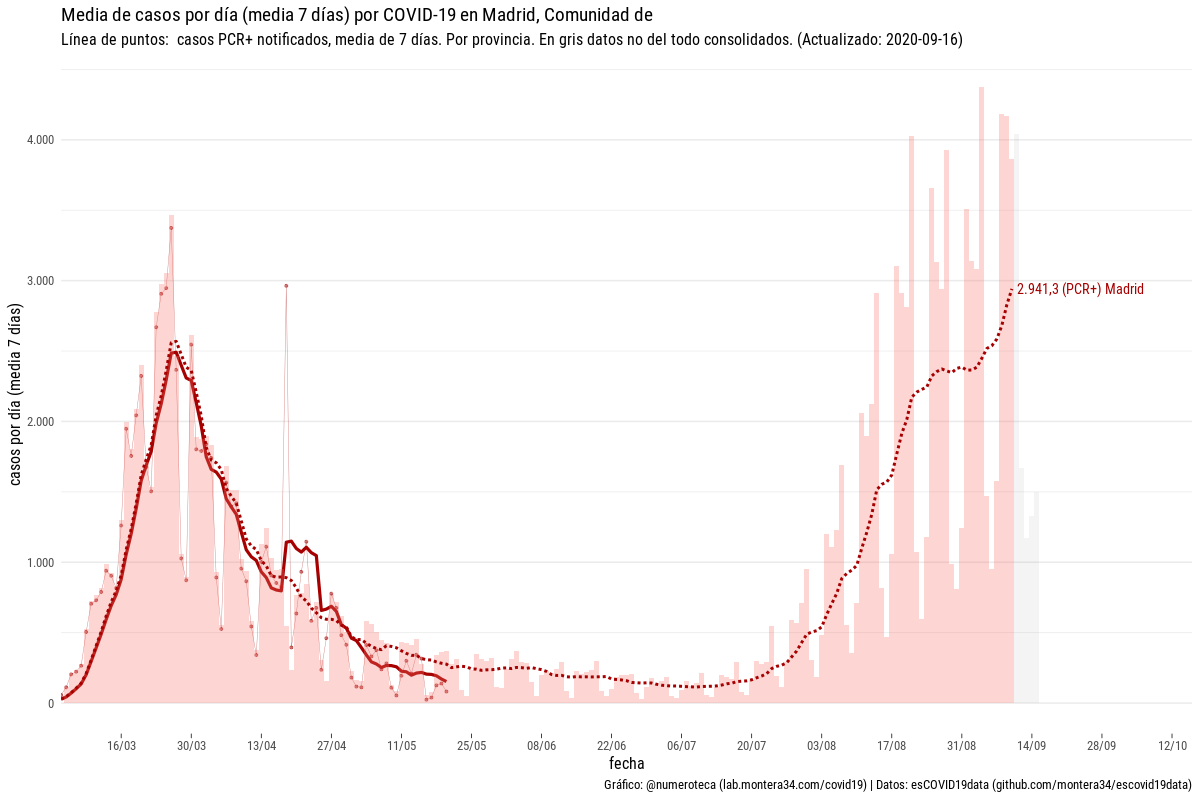 Media de casos por día (media 7 días) por COVID-19 en Madrid, Comunidad de
Línea de puntos:  casos PCR+ notificados, media de 7 días. Por provincia. En gris datos no del todo consolidados. (Actualizado: 2020-09-16)
casos por día (media 7 días)
4.000
3.000
2.000
1.000
0
2.941,3 (PCR+) Madrid
16/03 30/03 13/04 27/04 11/05 25/05 08/06 22/06 06/07 20/07 03/08 17/08 31/08 14/09 28/09 12/10
fecha
Gráfico: @numeroteca (lab.montera34.com/covid19) | Datos: esCOVID19data (github.com/montera34/escovid19data)